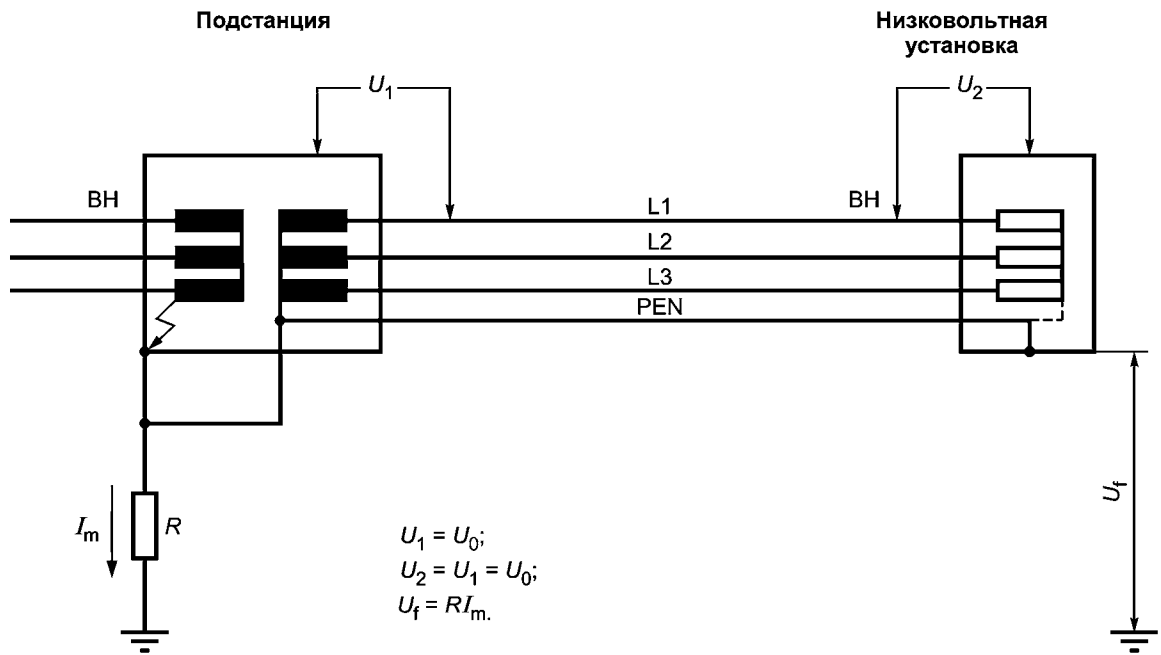 Подстанция
Низковольтная
установка
U1
U2
ВН
L1
ВН
L2
L3
PEN
Uf
Im
R
U1 = U0;
U2 = U1 = U0;
Uf = RIm.